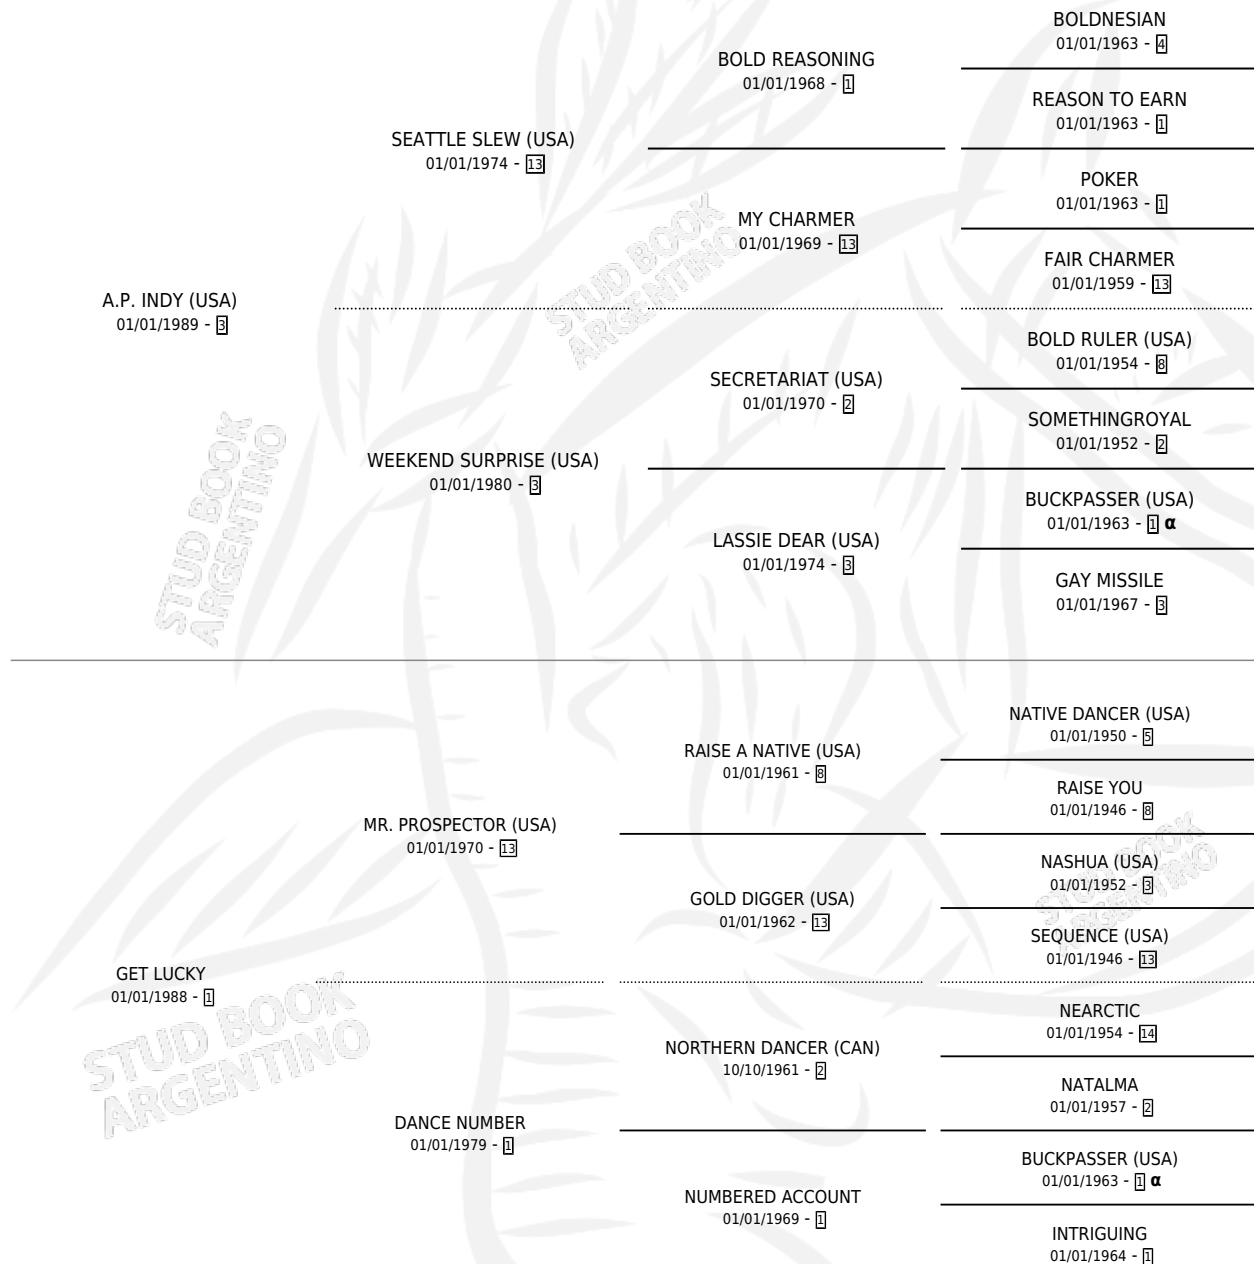 BOLDNESIAN
01/01/1963 - 4
BOLD REASONING
01/01/1968 - 1
REASON TO EARN
01/01/1963 - 1
SEATTLE SLEW (USA)
01/01/1974 - 13
POKER
01/01/1963 - 1
MY CHARMER
01/01/1969 - 13
FAIR CHARMER
01/01/1959 - 13
STUD BOOK
ARGENTINO
A.P. INDY (USA)
01/01/1989 - 3
BOLD RULER (USA)
01/01/1954 - 8
SECRETARIAT (USA)
01/01/1970 - 2
SOMETHINGROYAL
01/01/1952 - 2
WEEKEND SURPRISE (USA)
01/01/1980 - 3
BUCKPASSER (USA)
01/01/1963 - 1 α
LASSIE DEAR (USA)
01/01/1974 - 3
GAY MISSILE
01/01/1967 - 3
STUD BOOK
ARGENTINO
NATIVE DANCER (USA)
01/01/1950 - 5
RAISE A NATIVE (USA)
01/01/1961 - 8
RAISE YOU
01/01/1946 - 8
MR. PROSPECTOR (USA)
01/01/1970 - 13
NASHUA (USA)
01/01/1952 - 3
GOLD DIGGER (USA)
01/01/1962 - 13
SEQUENCE (USA)
01/01/1946 - 13
STUD BOOK
ARGENTINO
GET LUCKY
01/01/1988 - 1
NEARCTIC
01/01/1954 - 14
NORTHERN DANCER (CAN)
10/10/1961 - 2
NATALMA
01/01/1957 - 2
STUD BOOK
ARGENTINO
DANCE NUMBER
01/01/1979 - 1
BUCKPASSER (USA)
01/01/1963 - 1 α
NUMBERED ACCOUNT
01/01/1969 - 1
INTRIGUING
01/01/1964 - 1